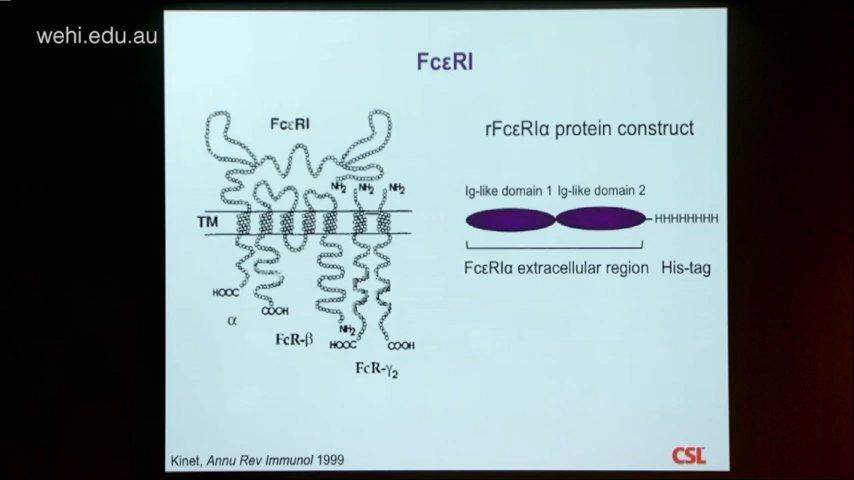 wehi.edu.au
FcεRI
FcεRI
NH2 NH2 NH2
TM
HOOC
COOH
α
FcR-β
NH2
HOOC
COOH
FcR-γ2
rFcεRIα protein construct
Ig-like domain 1 Ig-like domain 2
HHHHHHHH
FcεRIα extracellular region His-tag
Kinet, Annu Rev Immunol 1999
CSL